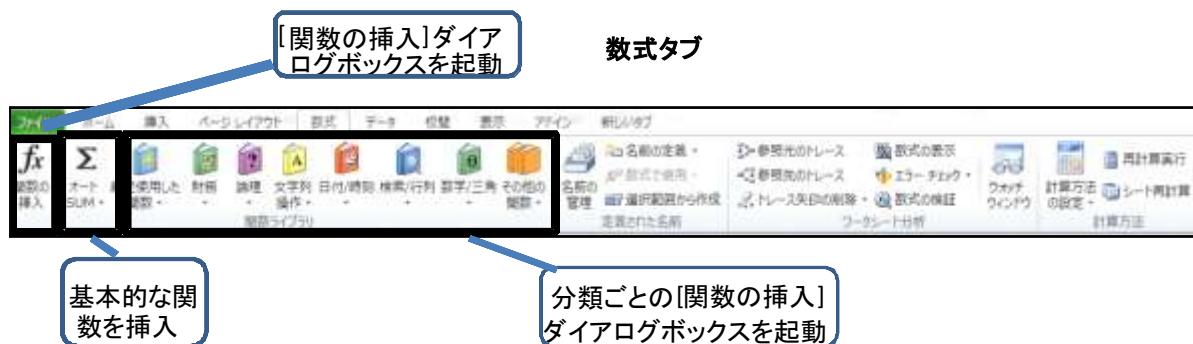 [関数の挿入]ダイア
ログボックスを起動
数式タブ
ファイル ホーム 挿入 ページ レイアウト 数式 データ 校閲 表示 アドイン 新しいタブ
fx Σ
関数の
挿入
オート
SUM
使用した
関数
財務
論理
文字列
操作
日付/時刻
検索/行列
数学/三角
その他の
関数
関数ライブラリ
名前の
管理
名前の定義
数式で使用
選択範囲から作成
定義された名前
参照元のトレース
参照先のトレース
トレース矢印の削除
数式の表示
エラー チェック
数式の検証
ウォッチ
ウィンドウ
ワークシート分析
計算方法
の設定
再計算実行
シート再計算
計算方法
基本的な関
数を挿入
分類ごとの[関数の挿入]
ダイアログボックスを起動